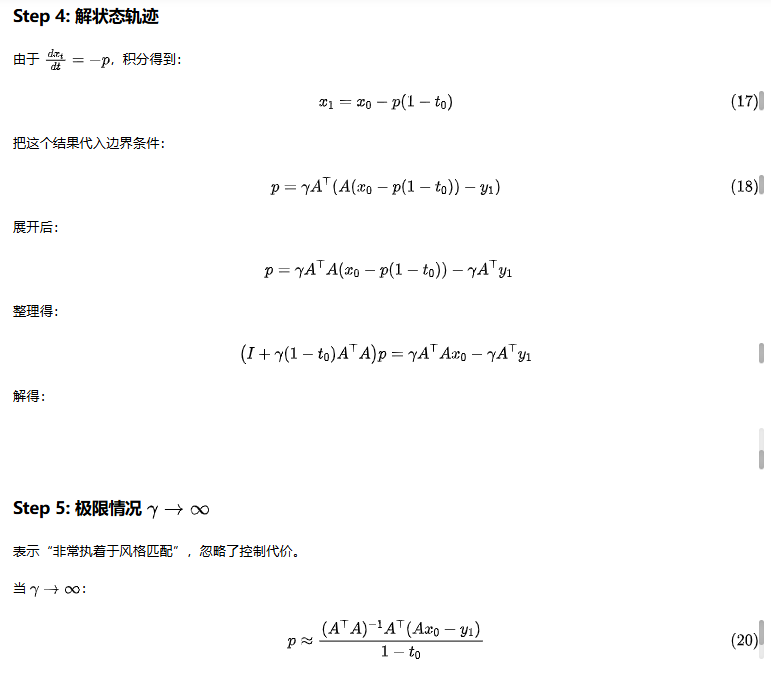 Step 4: 解状态轨迹
由于 $\frac{dx_t}{dt} = -p$，积分得到：
$x_1 = x_0 - p(1 - t_0)$ (17)
把这个结果代入边界条件：
$p = \gamma A^\top (A(x_0 - p(1 - t_0)) - y_1)$ (18)
展开后：
$p = \gamma A^\top A(x_0 - p(1 - t_0)) - \gamma A^\top y_1$
整理得：
$(I + \gamma(1 - t_0)A^\top A)p = \gamma A^\top A x_0 - \gamma A^\top y_1$
解得：
Step 5: 极限情况 $\gamma \to \infty$
表示“非常执着于风格匹配”，忽略了控制代价。
当 $\gamma \to \infty$：
$p \approx \frac{(A^\top A)^{-1} A^\top (A x_0 - y_1)}{1 - t_0}$ (20)